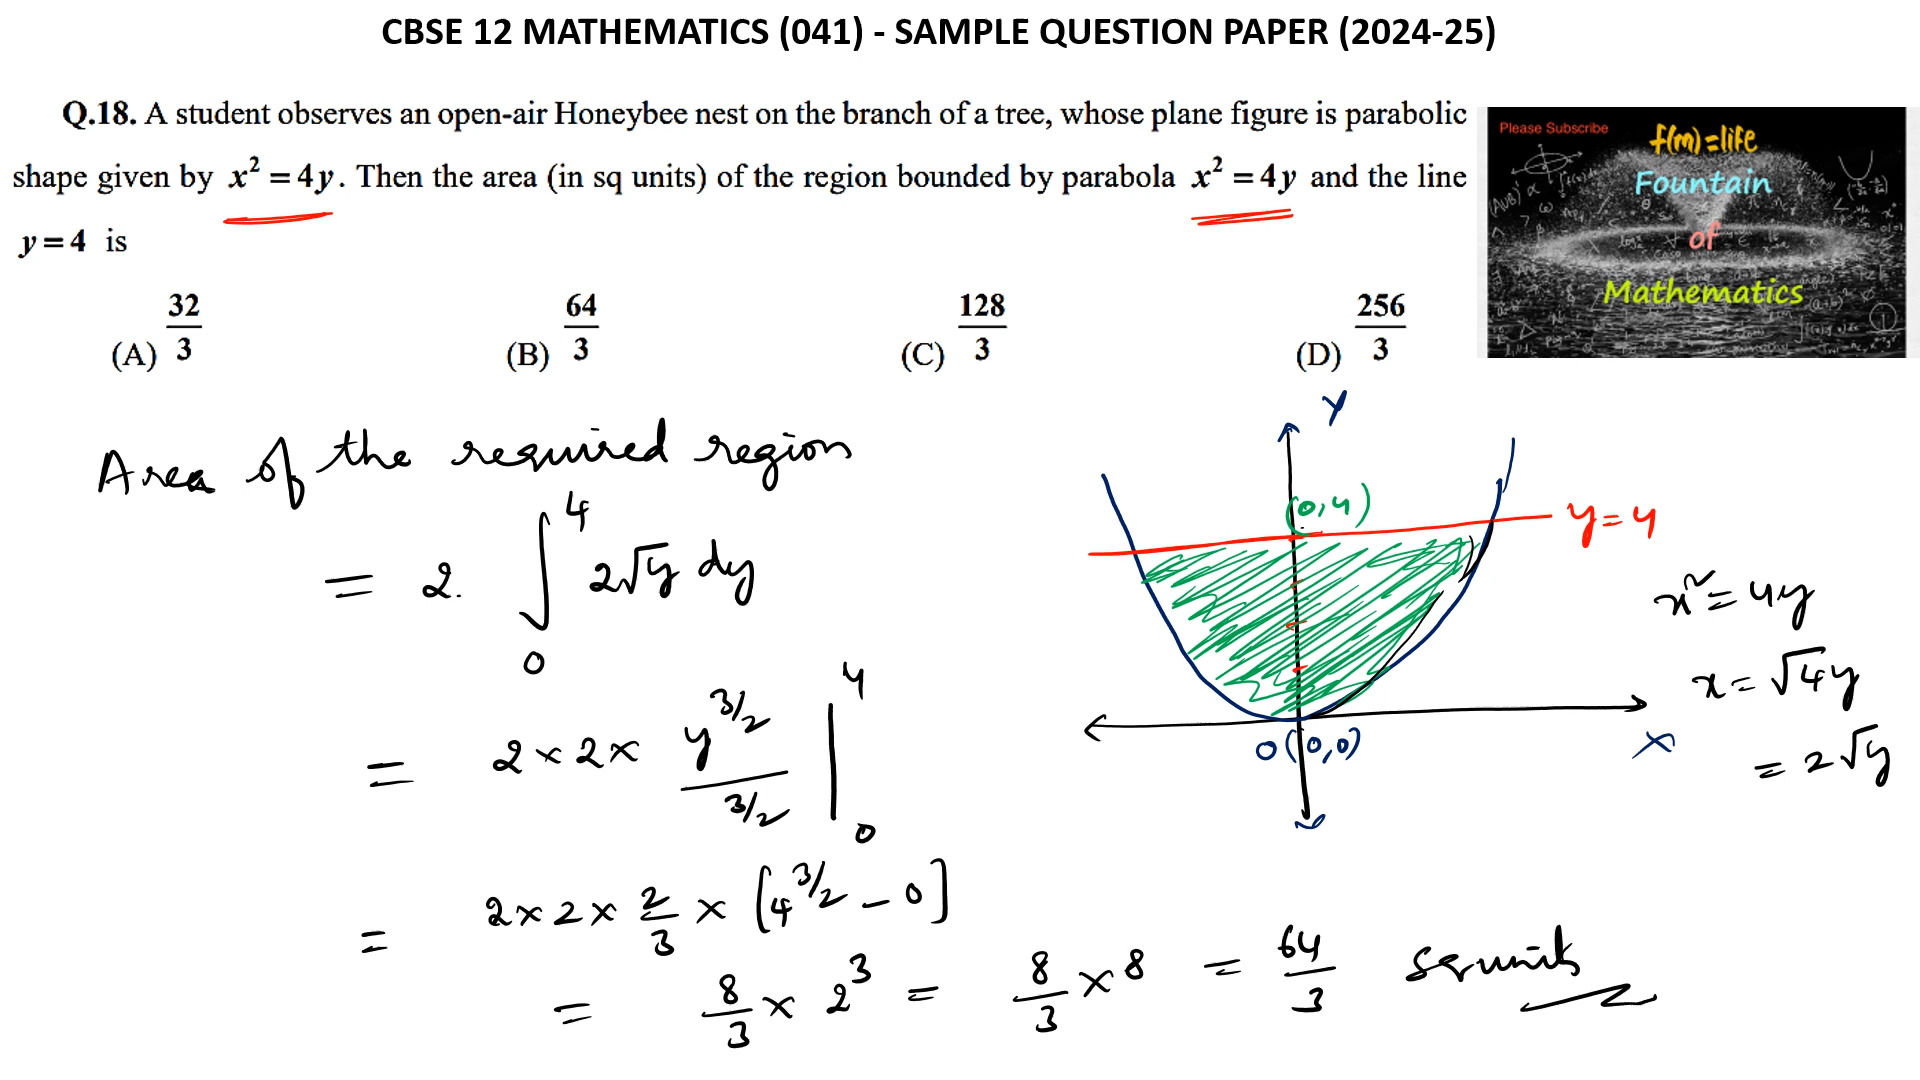 CBSE 12 MATHEMATICS (041) - SAMPLE QUESTION PAPER (2024-25)
Q.18. A student observes an open-air Honeybee nest on the branch of a tree, whose plane figure is parabolic
shape given by x² = 4y. Then the area (in sq units) of the region bounded by parabola x² = 4y and the line
y = 4 is
(A) 32/3 (B) 64/3 (C) 128/3 (D) 256/3
Please Subscribe
f(m)=life
Fountain
of
Mathematics
Area of the required region
= 2. ∫₀⁴ 2√y dy
= 2 × 2 × y^(3/2) / (3/2) |₀⁴
= 2 × 2 × 2/3 × [4^(3/2) – 0]
= 8/3 × 2³ = 8/3 × 8 = 64/3 sq units
Y
(0,4)
y = 4
O(0,0)
X
x² = 4y
x = √4y
= 2√y